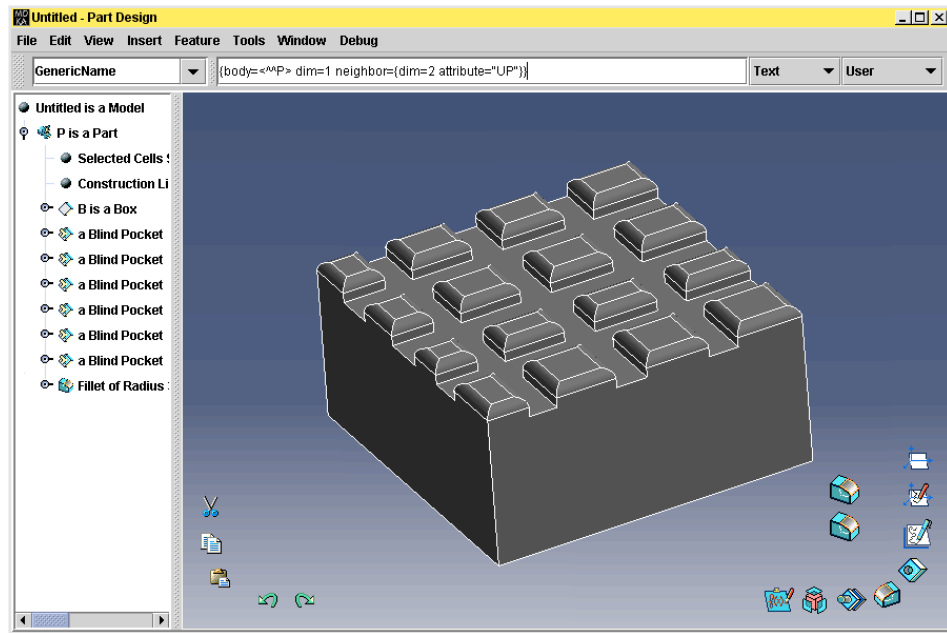 MOKA Untitled - Part Design
File Edit View Insert Feature Tools Window Debug
GenericName {body=<^^P> dim=1 neighbor={dim=2 attribute="UP"}} Text User
Untitled is a Model
P is a Part
Selected Cells S
Construction Li
B is a Box
a Blind Pocket
a Blind Pocket
a Blind Pocket
a Blind Pocket
a Blind Pocket
a Blind Pocket
Fillet of Radius